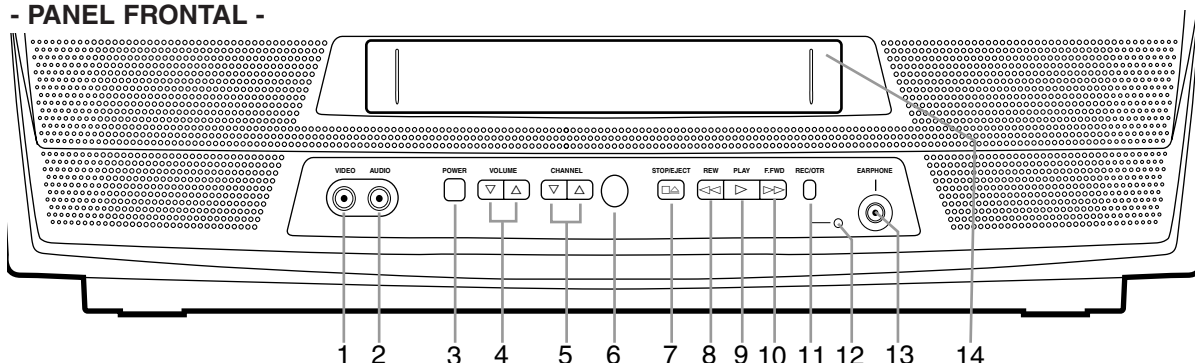 - PANEL FRONTAL -
VIDEO AUDIO POWER VOLUME CHANNEL STOP/EJECT REW PLAY F.FWD REC/OTR EARPHONE
1 2 3 4 5 6 7 8 9 10 11 12 13 14